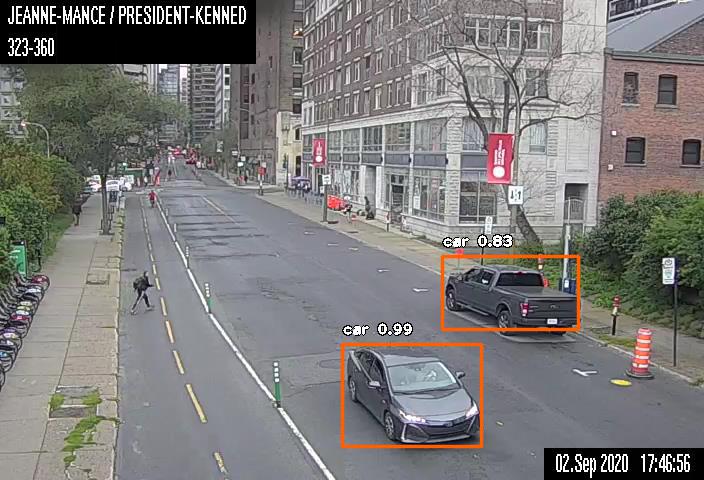 JEANNE-MANCE / PRESIDENT-KENNED
323-360
car 0.83
car 0.99
02.Sep 2020 17:46:56